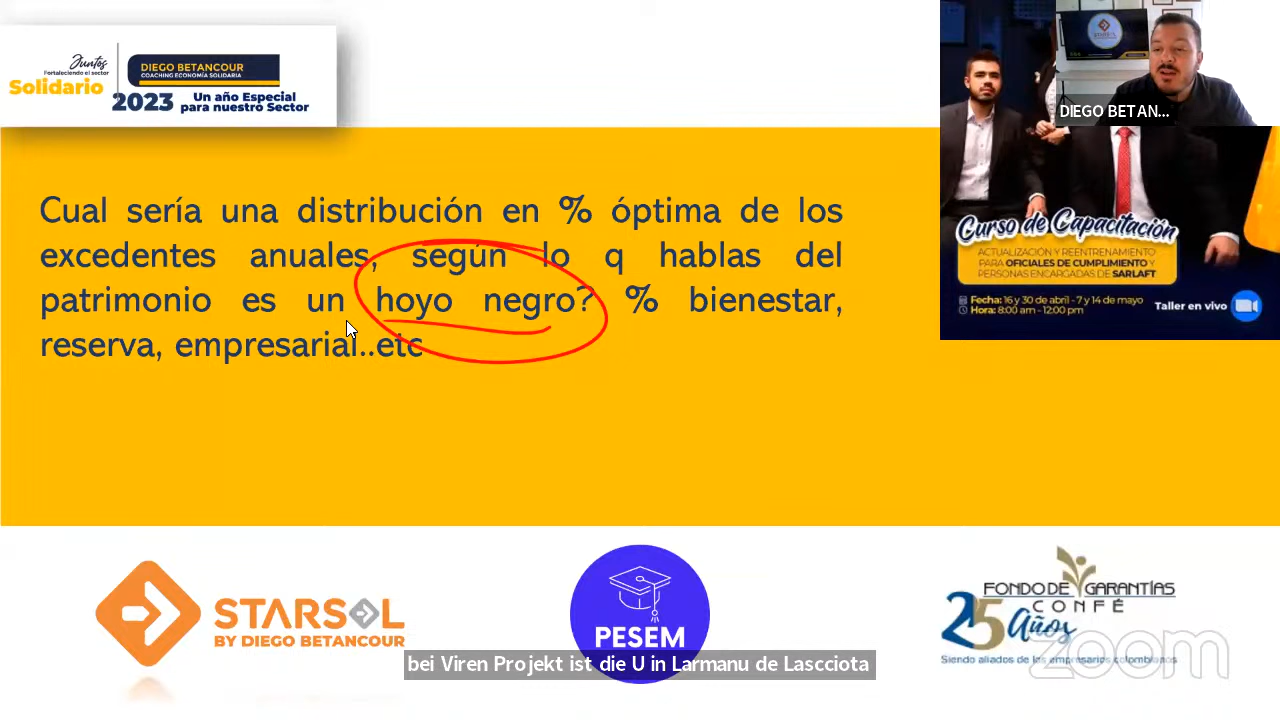 Juntos
Fortaleciendo el sector
Solidario
DIEGO BETANCOUR
COACHING ECONOMÍA SOLIDARIA
2023 Un año Especial
para nuestro Sector
Cual sería una distribución en % óptima de los
excedentes anuales, según lo q hablas del
patrimonio es un hoyo negro? % bienestar,
reserva, empresarial..etc
DIEGO BETAN...
Curso de Capacitación
ACTUALIZACIÓN Y REENTRENAMIENTO
PARA OFICIALES DE CUMPLIMIENTO Y
PERSONAS ENCARGADAS DE SARLAFT
Fecha: 16 y 30 de abril - 7 y 14 de mayo
Hora: 8:00 am - 12:00 pm
Taller en vivo
STARSOL
BY DIEGO BETANCOUR
PESEM
FONDO DE GARANTÍAS
CONFÉ
25 Años
Siendo aliados de los empresarios colombianos
zoom
bei Viren Projekt ist die U in Larmanu de Lascciota